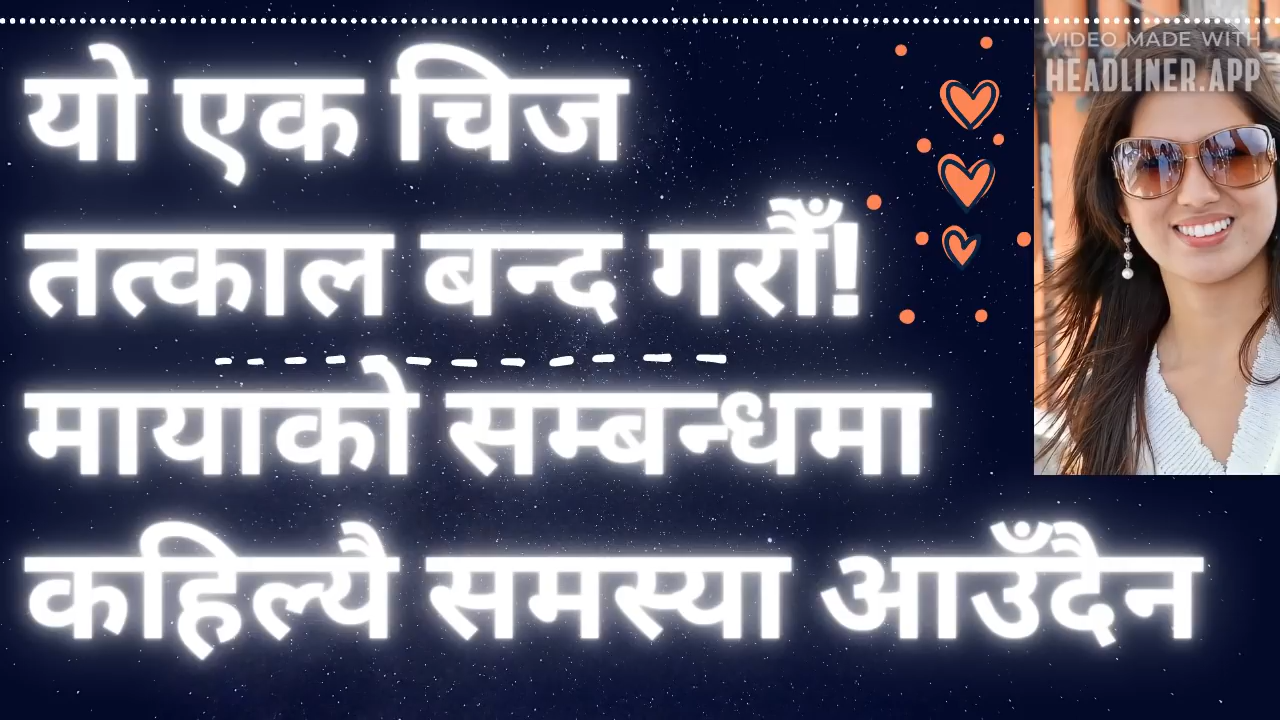 यो एक चिज
तत्काल बन्द गरौँ!
मायाको सम्बन्धमा
कहिल्यै समस्या आउँदैन
VIDEO MADE WITH
HEADLINER.APP